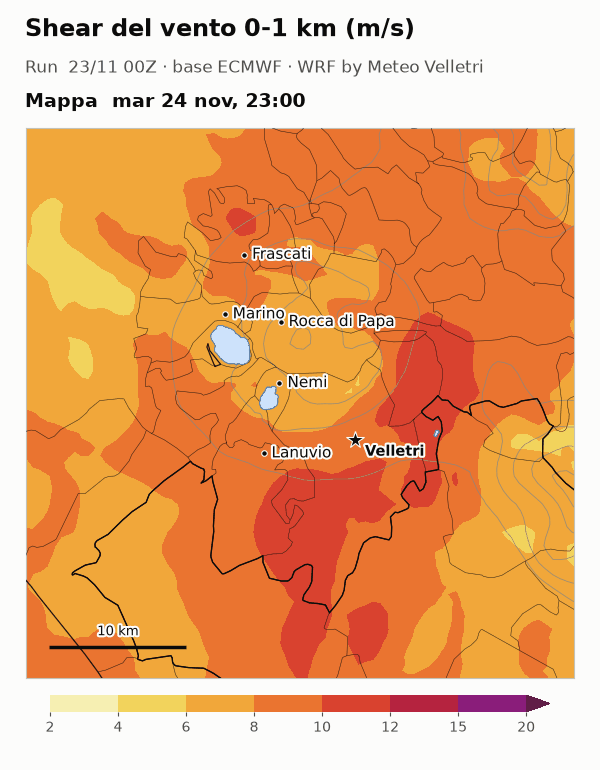 Shear del vento 0-1 km (m/s)
Run  23/11 00Z · base ECMWF · WRF by Meteo Velletri
Mappa  mar 24 nov, 23:00
Frascati
Marino
Rocca di Papa
Nemi
Velletri
Lanuvio
10 km
2 4 6 8 10 12 15 20